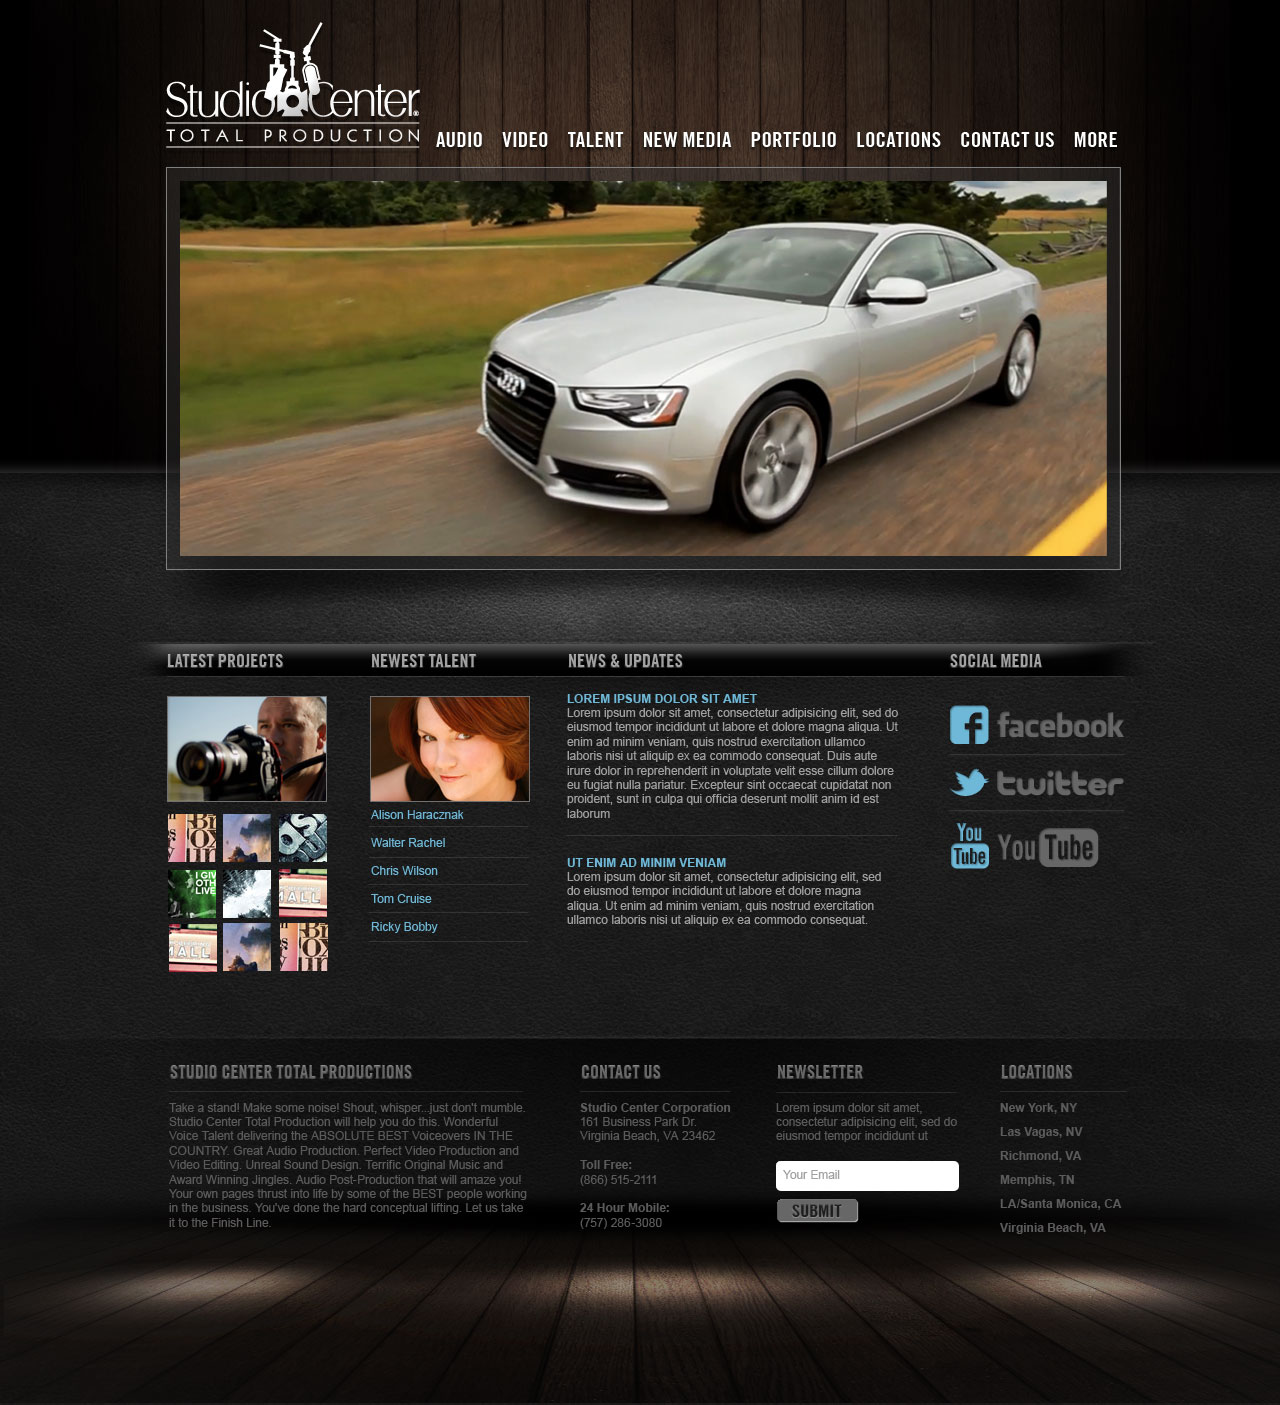 Studio Center
TOTAL PRODUCTION
AUDIO VIDEO TALENT NEW MEDIA PORTFOLIO LOCATIONS CONTACT US MORE
LATEST PROJECTS
NEWEST TALENT
Alison Haracznak
Walter Rachel
Chris Wilson
Tom Cruise
Ricky Bobby
NEWS & UPDATES
LOREM IPSUM DOLOR SIT AMET
Lorem ipsum dolor sit amet, consectetur adipisicing elit, sed do
eiusmod tempor incididunt ut labore et dolore magna aliqua. Ut
enim ad minim veniam, quis nostrud exercitation ullamco
laboris nisi ut aliquip ex ea commodo consequat. Duis aute
irure dolor in reprehenderit in voluptate velit esse cillum dolore
eu fugiat nulla pariatur. Excepteur sint occaecat cupidatat non
proident, sunt in culpa qui officia deserunt mollit anim id est
laborum
UT ENIM AD MINIM VENIAM
Lorem ipsum dolor sit amet, consectetur adipisicing elit, sed
do eiusmod tempor incididunt ut labore et dolore magna
aliqua. Ut enim ad minim veniam, quis nostrud exercitation
ullamco laboris nisi ut aliquip ex ea commodo consequat.
SOCIAL MEDIA
facebook
twitter
You Tube YouTube
STUDIO CENTER TOTAL PRODUCTIONS
Take a stand! Make some noise! Shout, whisper...just don't mumble.
Studio Center Total Production will help you do this. Wonderful
Voice Talent delivering the ABSOLUTE BEST Voiceovers IN THE
COUNTRY. Great Audio Production. Perfect Video Production and
Video Editing. Unreal Sound Design. Terrific Original Music and
Award Winning Jingles. Audio Post-Production that will amaze you!
Your own pages thrust into life by some of the BEST people working
in the business. You've done the hard conceptual lifting. Let us take
it to the Finish Line.
CONTACT US
Studio Center Corporation
161 Business Park Dr.
Virginia Beach, VA 23462
Toll Free:
(866) 515-2111
24 Hour Mobile:
(757) 286-3080
NEWSLETTER
Lorem ipsum dolor sit amet,
consectetur adipisicing elit, sed do
eiusmod tempor incididunt ut
Your Email
SUBMIT
LOCATIONS
New York, NY
Las Vagas, NV
Richmond, VA
Memphis, TN
LA/Santa Monica, CA
Virginia Beach, VA